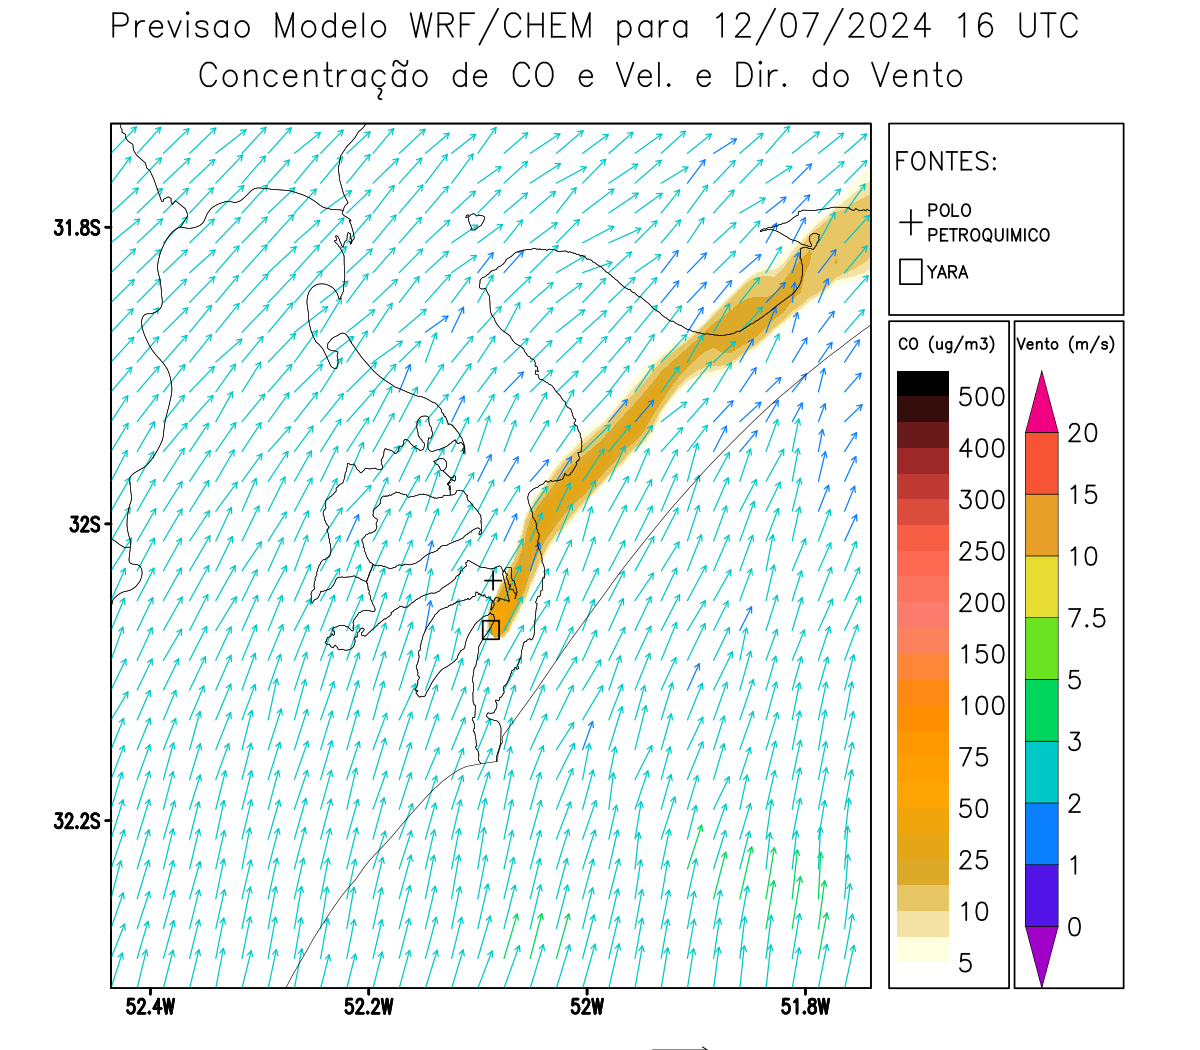 Previsao Modelo WRF/CHEM para 12/07/2024 16 UTC
Concentração de CO e Vel. e Dir. do Vento
FONTES:
POLO
PETROQUIMICO
YARA
31.8S
32S
32.2S
52.4W
52.2W
52W
51.8W
CO (ug/m3)
500
400
300
250
200
150
100
75
50
25
10
5
Vento (m/s)
20
15
10
7.5
5
3
2
1
0